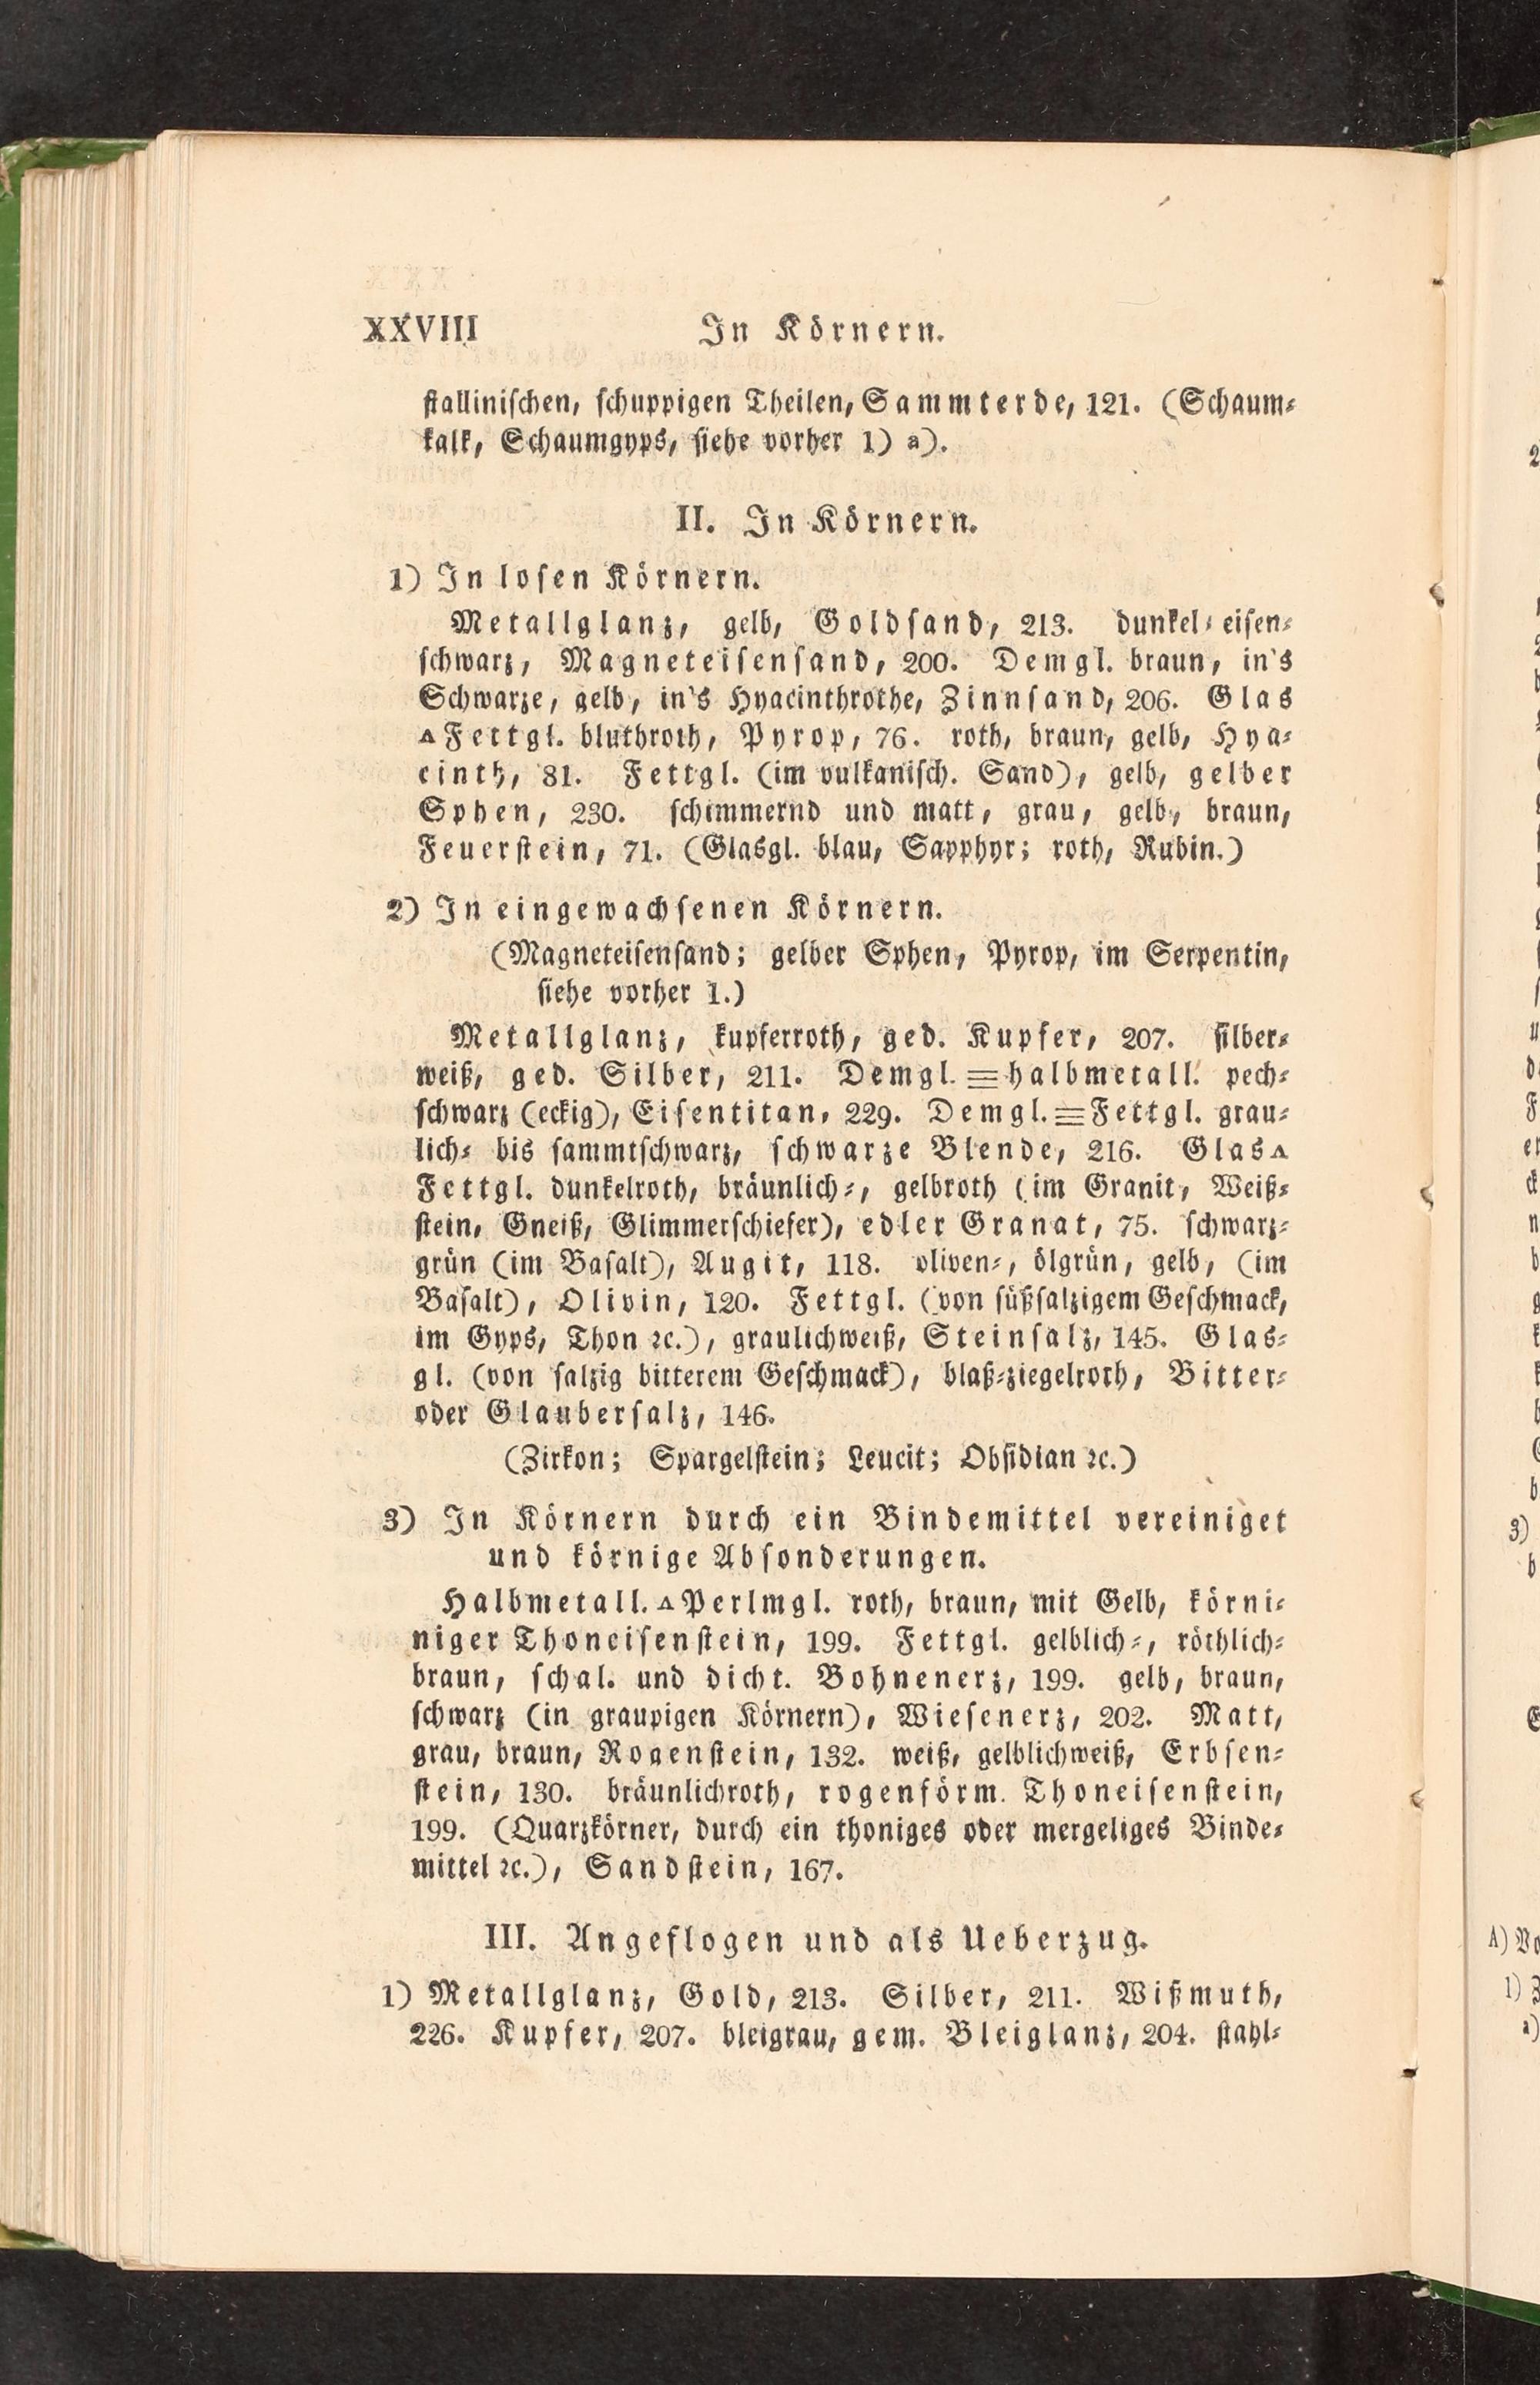 XXVIII In Körnern.
stallinischen, schuppigen Theilen, Sammterde, 121. (Schaum-
kalk, Schaumgyps, siehe vorher 1) a).
II. In Körnern.
1) In losen Körnern.
Metallglanz, gelb, Goldsand, 213. dunkel-eisen-
schwarz, Magneteisensand, 200. Demgl. braun, in's
Schwarze, gelb, in's Hyacinthrothe, Zinnsand, 206. Glas
▵Fettgl. bluthroth, Pyrop, 76. roth, braun, gelb, Hya-
cinth, 81. Fettgl. (im vulkanisch. Sand), gelb, gelber
Sphen, 230. schimmernd und matt, grau, gelb, braun,
Feuerstein, 71. (Glasgl. blau, Sapphyr; roth, Rubin.)
2) In eingewachsenen Körnern.
(Magneteisensand; gelber Sphen, Pyrop, im Serpentin,
siehe vorher 1.)
Metallglanz, kupferroth, ged. Kupfer, 207. silber-
weiß, ged. Silber, 211. Demgl.≡halbmetall. pech-
schwarz (eckig), Eisentitan, 229. Demgl.≡Fettgl. grau-
lich- bis sammtschwarz, schwarze Blende, 216. Glas▵
Fettgl. dunkelroth, bräunlich-, gelbroth (im Granit, Weiß-
stein, Gneiß, Glimmerschiefer), edler Granat, 75. schwarz-
grün (im Basalt), Augit, 118. oliven-, ölgrün, gelb, (im
Basalt), Olivin, 120. Fettgl. (von süßsalzigem Geschmack,
im Gyps, Thon ꝛc.), graulichweiß, Steinsalz, 145. Glas-
gl. (von salzig bitterem Geschmack), blaß-ziegelroth, Bitter-
oder Glaubersalz, 146.
(Zirkon; Spargelstein; Leucit; Obsidian ꝛc.)
3) In Körnern durch ein Bindemittel vereiniget
und körnige Absonderungen.
Halbmetall.▵Perlmgl. roth, braun, mit Gelb, körni-
niger Thoneisenstein, 199. Fettgl. gelblich-, röthlich-
braun, schal. und dicht. Bohnenerz, 199. gelb, braun,
schwarz (in graupigen Körnern), Wiesenerz, 202. Matt,
grau, braun, Rogenstein, 132. weiß, gelblichweiß, Erbsen-
stein, 130. bräunlichroth, rogenförm. Thoneisenstein,
199. (Quarzkörner, durch ein thoniges oder mergeliges Binde-
mittel ꝛc.), Sandstein, 167.
III. Angeflogen und als Ueberzug.
1) Metallglanz, Gold, 213. Silber, 211. Wißmuth,
226. Kupfer, 207. bleigrau, gem. Bleiglanz, 204. stahl-